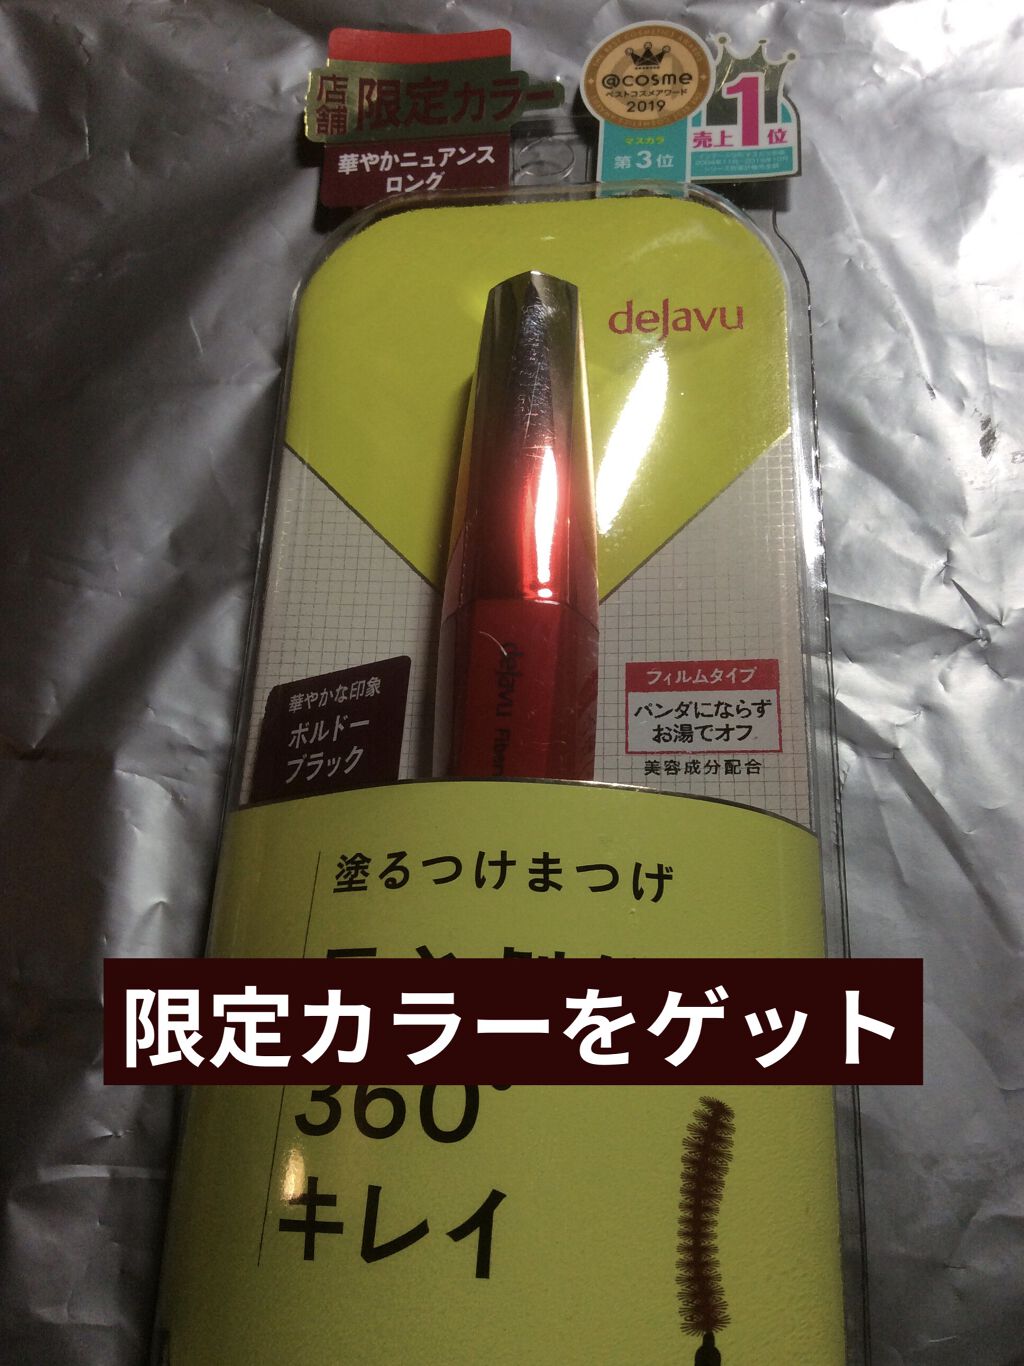 店舗
限定カラー
華やかニュアンス
ロング
@cosme
ベストコスメアワード
2019
マスカラ
第3位
売上1位
dejavu
dejavu Fiber
華やかな印象
ボルドー
ブラック
フィルムタイプ
パンダにならず
お湯でオフ
美容成分配合
塗るつけまつげ
限定カラーをゲット
360°
キレイ